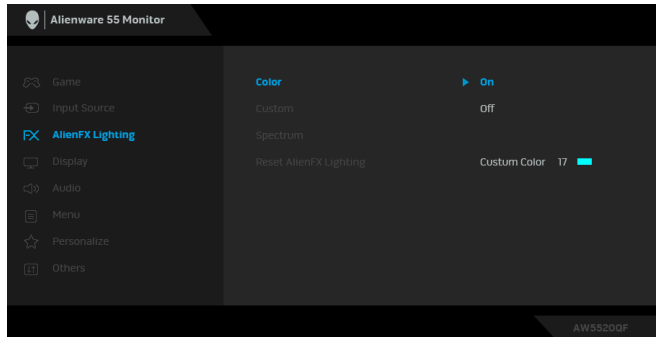 Alienware 55 Monitor
Game
Color
On
Input Source
Custom
Off
FX AlienFX Lighting
Spectrum
Display
Reset AlienFX Lighting
Custum Color 17
Audio
Menu
Personalize
Others
AW5520QF